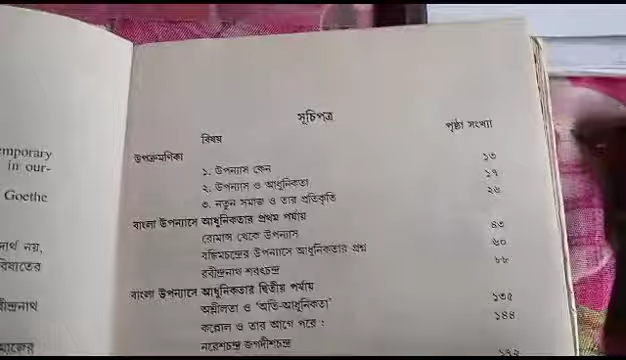 mporary
in our-
Goethe
নয়,
বীন্দ্রনাথ
সূচিপত্র
বিষয় পৃষ্ঠা সংখ্যা
উপক্রমণিকা ১৩
১. উপন্যাস কেন ১৭
২. উপন্যাস ও আধুনিকতা ২৬
৩. নতুন সমাজ ও তার প্রতিকৃতি
বাংলা উপন্যাসে আধুনিকতার প্রথম পর্যায়
রোমান্স থেকে উপন্যাস ৪৩
বঙ্কিমচন্দ্রের উপন্যাসে আধুনিকতার প্রশ্ন ৬০
রবীন্দ্রনাথ শরৎচন্দ্র ৮৮
বাংলা উপন্যাসে আধুনিকতার দ্বিতীয় পর্যায়
অশ্লীলতা ও ‘অতি-আধুনিকতা’ ১৩৫
কল্লোল ও তার আগে পরে : ১৪৪
নরেশচন্দ্র জগদীশচন্দ্র